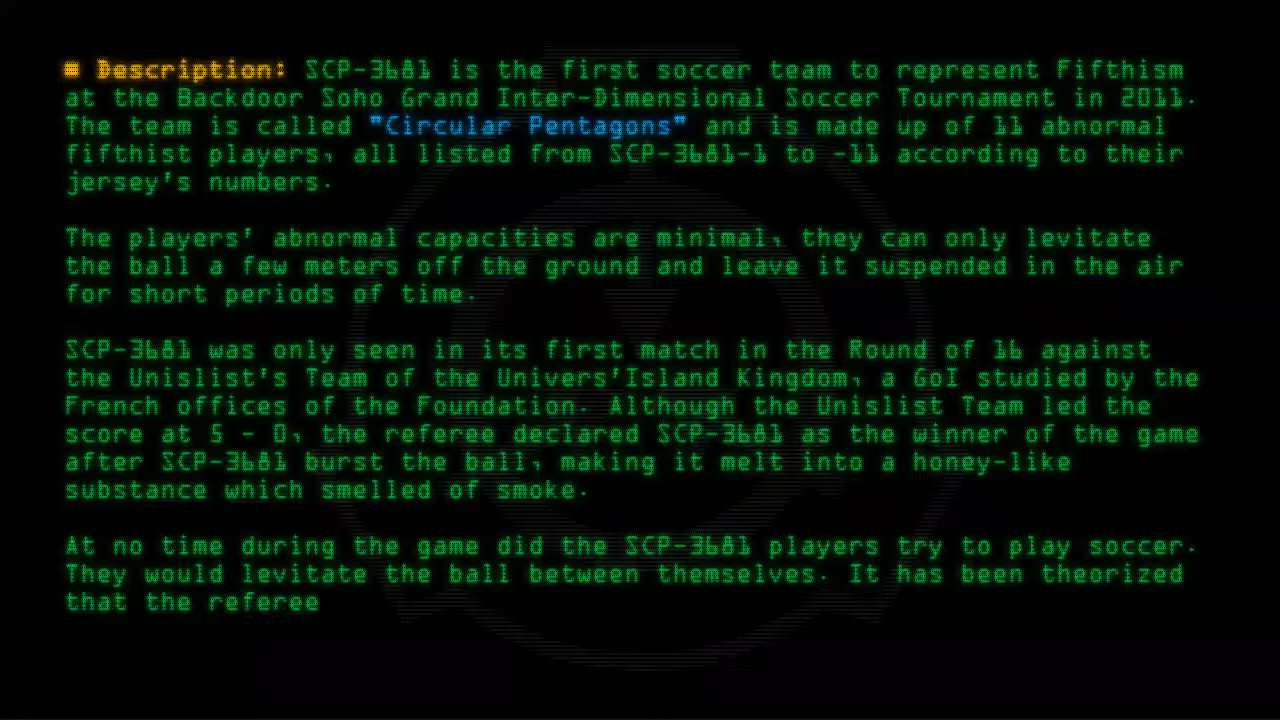 ■ Description: SCP-3681 is the first soccer team to represent Fifthism
at the Backdoor Soho Grand Inter-Dimensional Soccer Tournament in 2011.
The team is called "Circular Pentagons" and is made up of 11 abnormal
fifthist players, all listed from SCP-3681-1 to -11 according to their
jersey's numbers.
The players' abnormal capacities are minimal, they can only levitate
the ball a few meters off the ground and leave it suspended in the air
for short periods of time.
SCP-3681 was only seen in its first match in the Round of 16 against
the Unislist's Team of the Univers'Island Kingdom, a GoI studied by the
French offices of the Foundation. Although the Unislist Team led the
score at 5 - 0, the referee declared SCP-3681 as the winner of the game
after SCP-3681 burst the ball, making it melt into a honey-like
substance which smelled of smoke.
At no time during the game did the SCP-3681 players try to play soccer.
They would levitate the ball between themselves. It has been theorized
that the referee